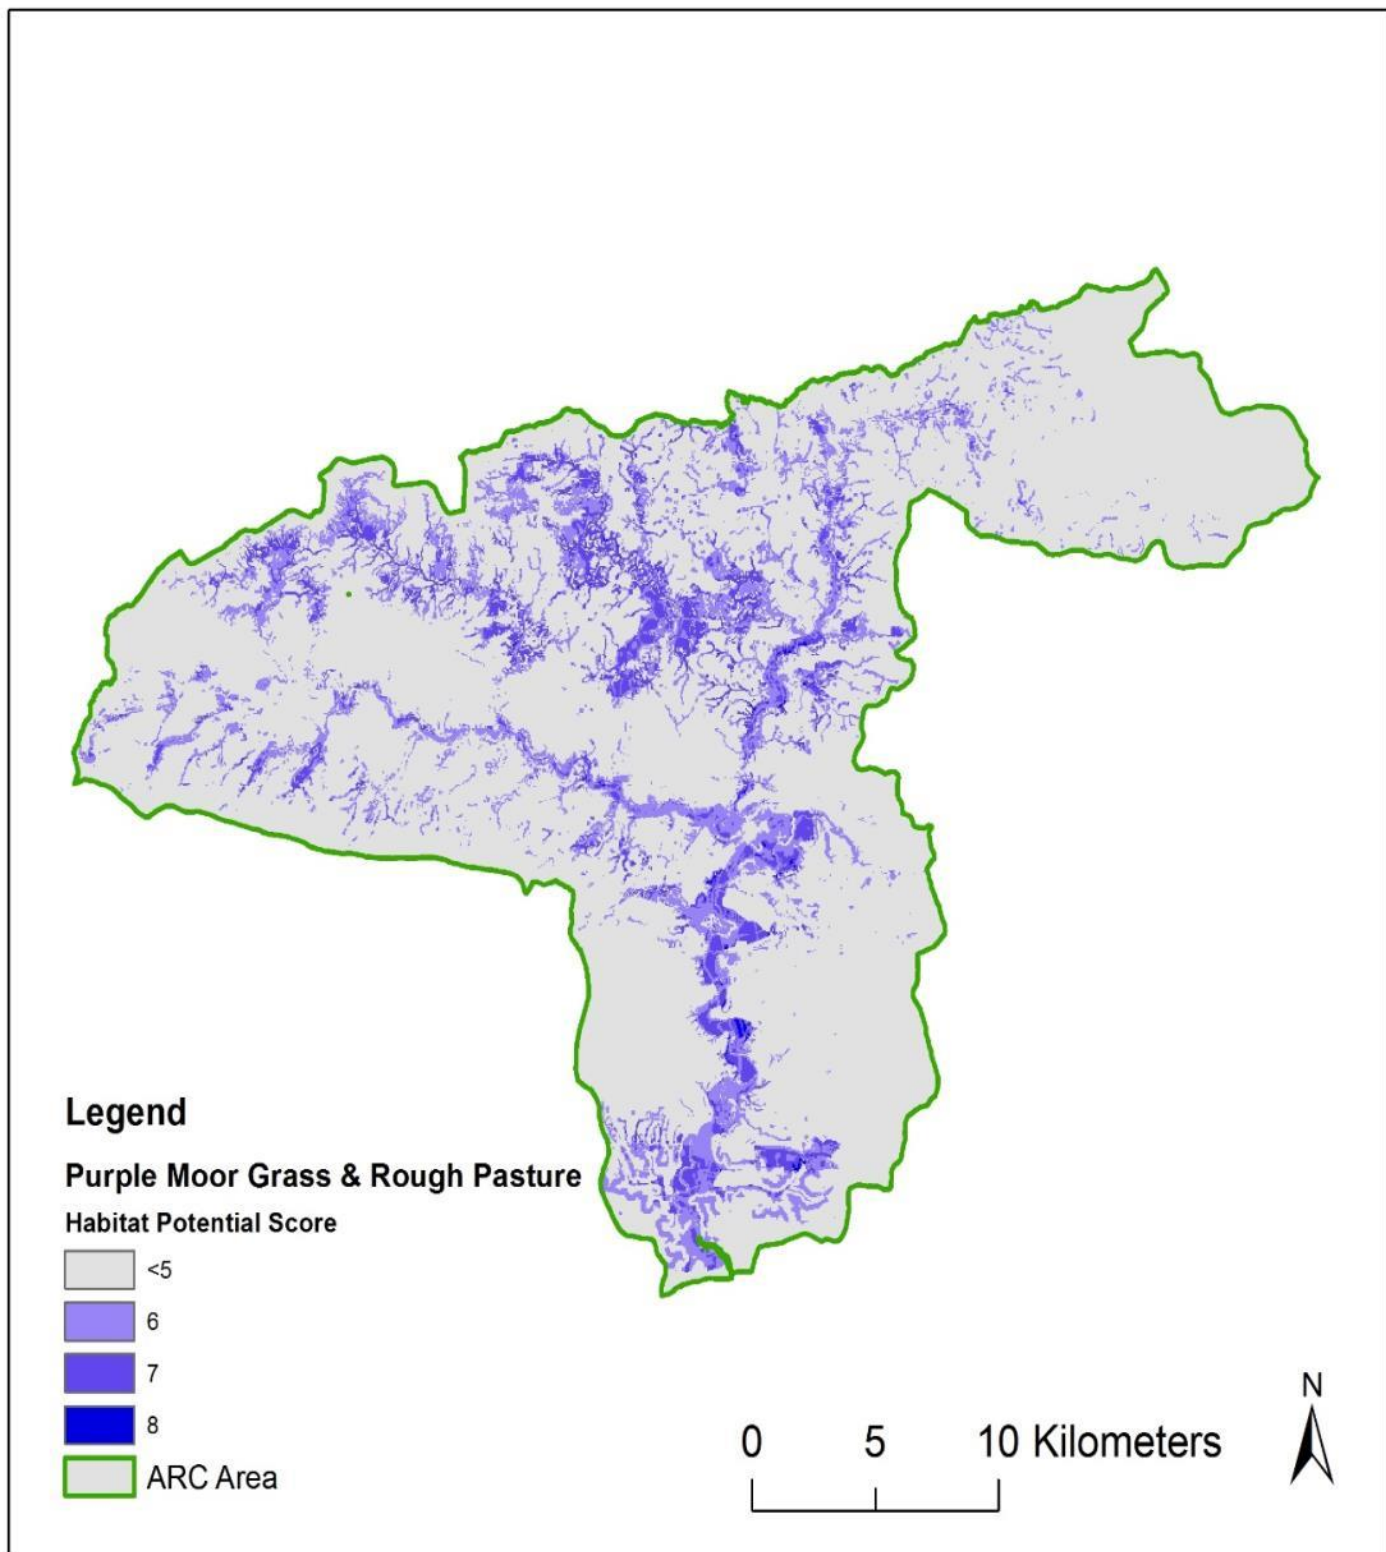 Legend
Purple Moor Grass & Rough Pasture
Habitat Potential Score
<5
6
7
8
ARC Area
0 5 10 Kilometers
N